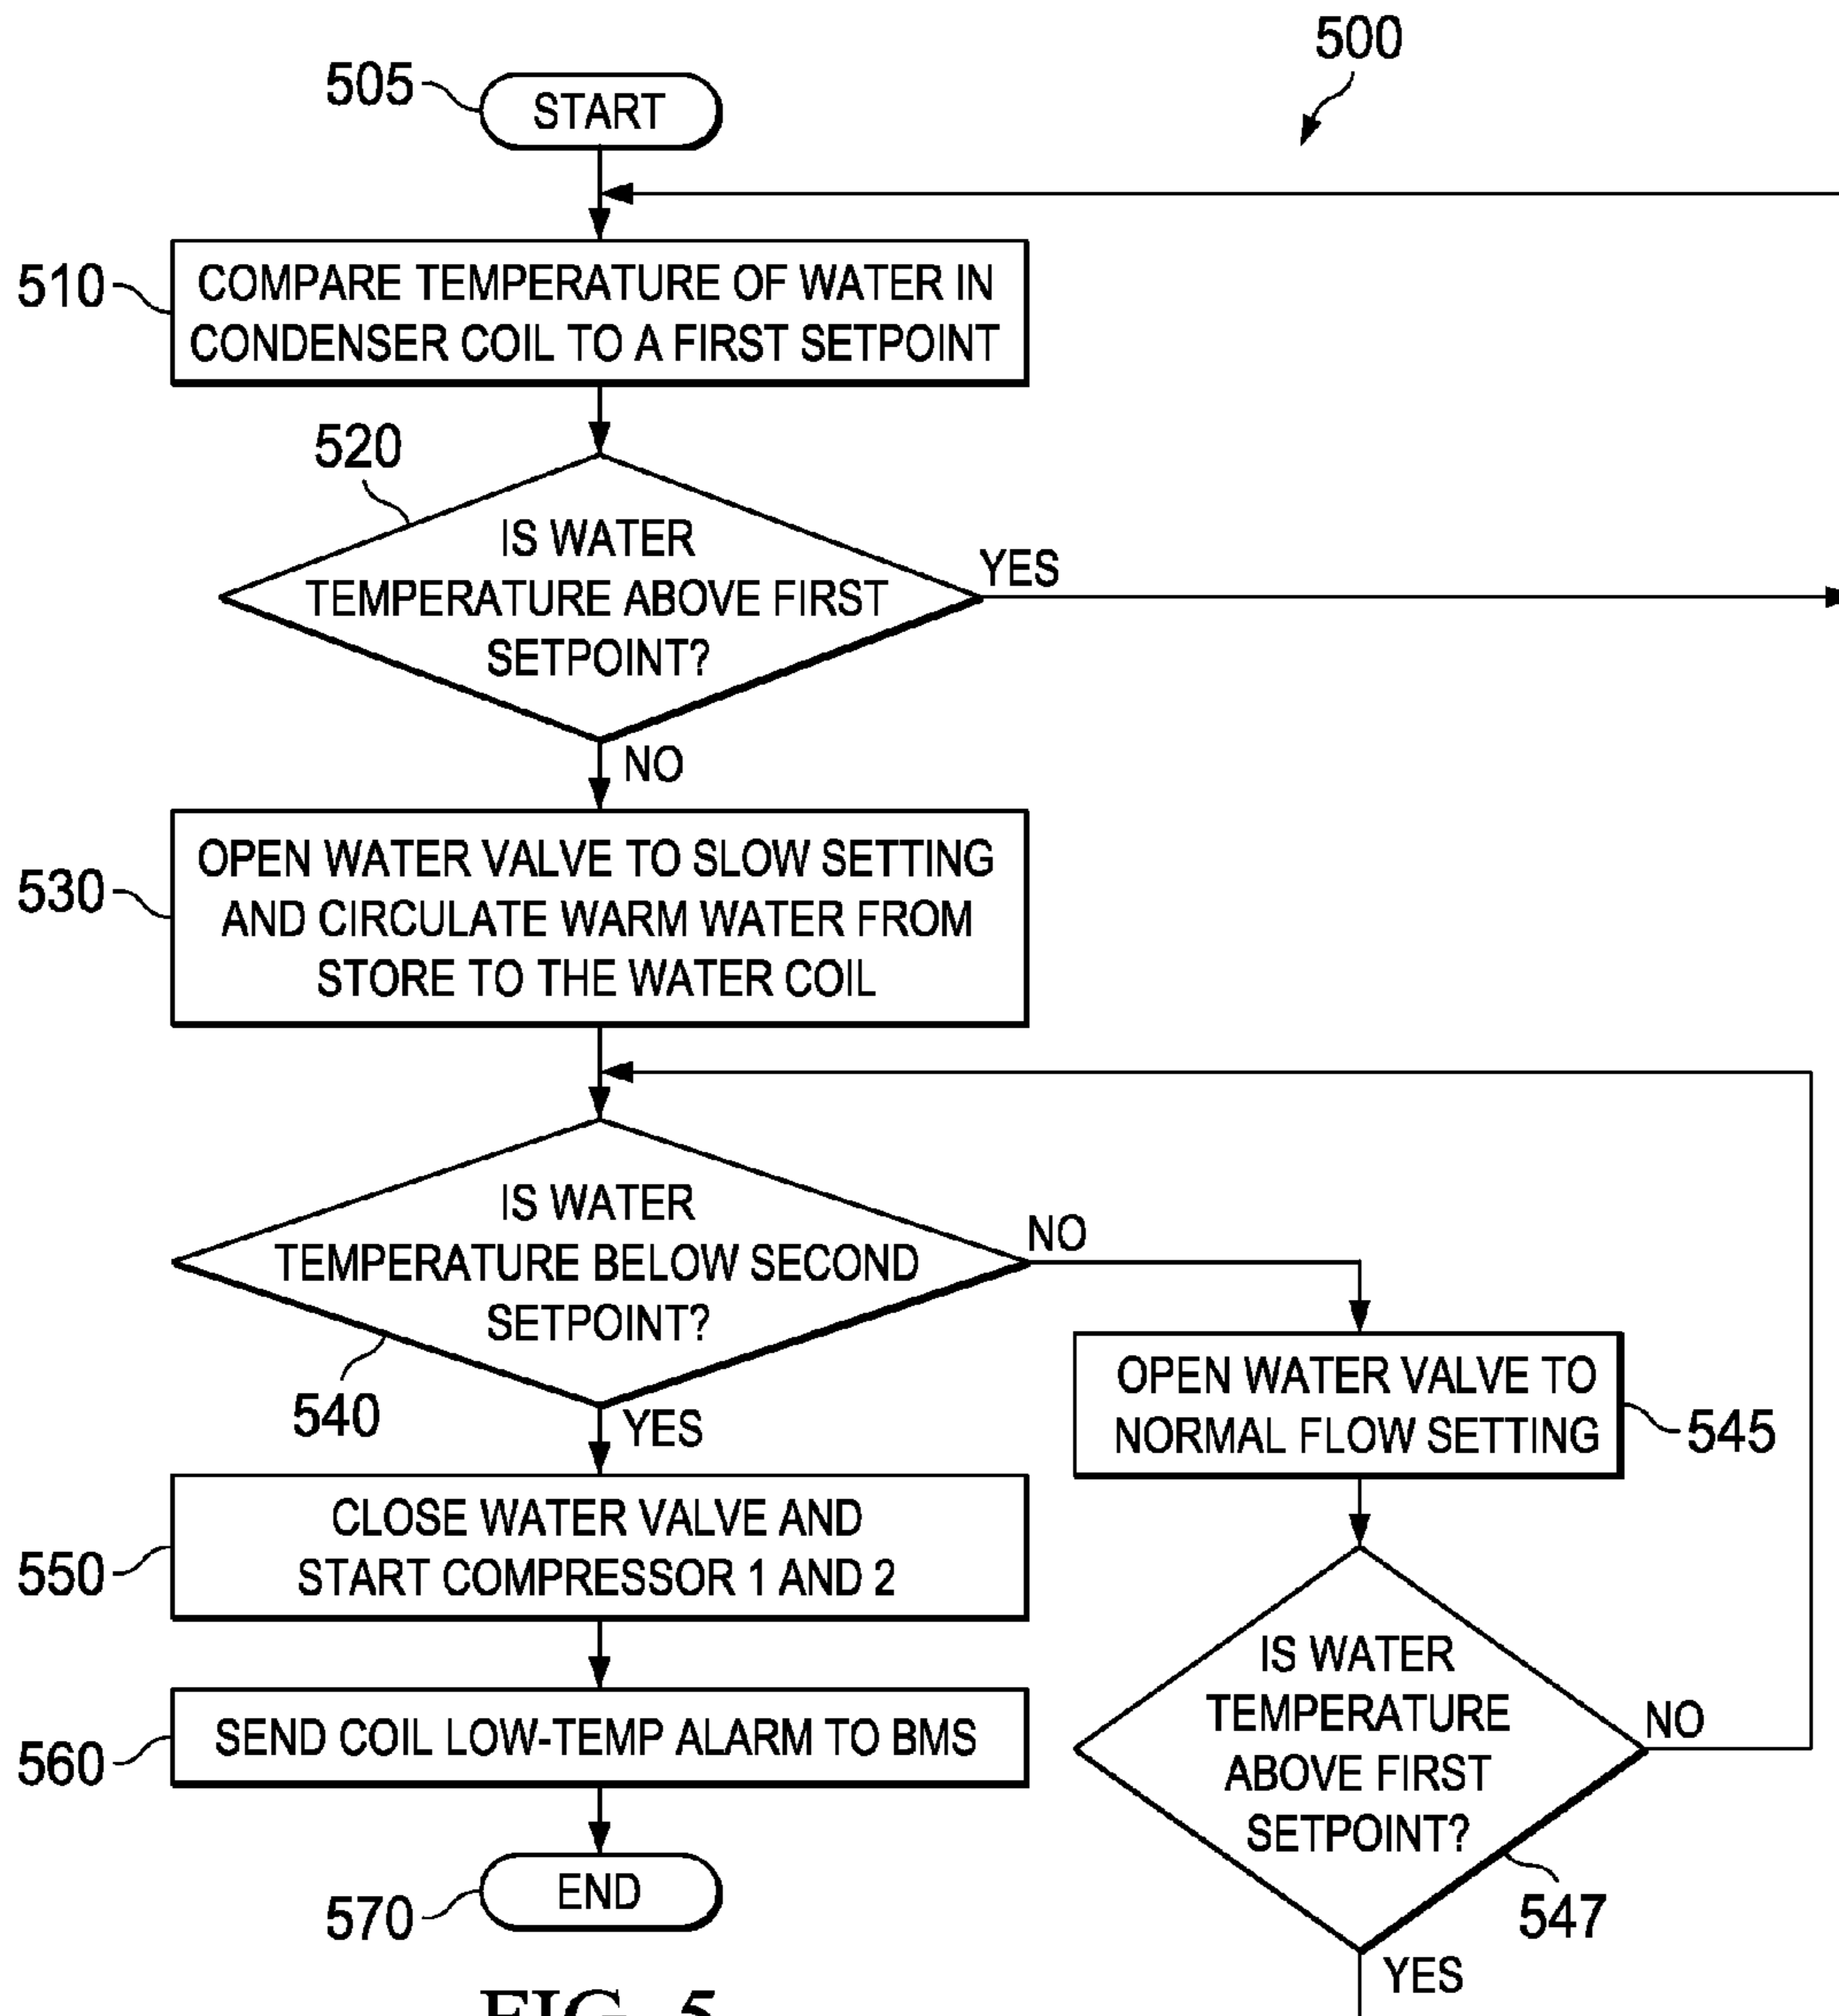 500
505
START
510
COMPARE TEMPERATURE OF WATER IN
CONDENSER COIL TO A FIRST SETPOINT
520
IS WATER
TEMPERATURE ABOVE FIRST
SETPOINT?
YES
NO
530
OPEN WATER VALVE TO SLOW SETTING
AND CIRCULATE WARM WATER FROM
STORE TO THE WATER COIL
IS WATER
TEMPERATURE BELOW SECOND
SETPOINT?
NO
540
YES
OPEN WATER VALVE TO
NORMAL FLOW SETTING
545
550
CLOSE WATER VALVE AND
START COMPRESSOR 1 AND 2
IS WATER
TEMPERATURE
ABOVE FIRST
SETPOINT?
NO
547
YES
560
SEND COIL LOW-TEMP ALARM TO BMS
570
END
FIG. 5